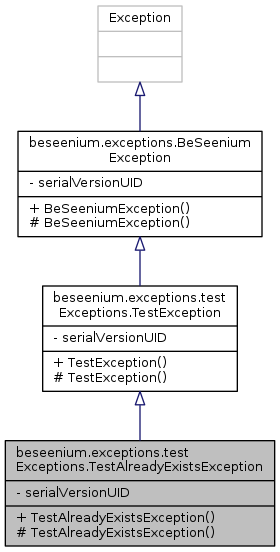 Exception
beseenium.exceptions.BeSeenium
Exception
- serialVersionUID
+ BeSeeniumException()
# BeSeeniumException()
beseenium.exceptions.test
Exceptions.TestException
- serialVersionUID
+ TestException()
# TestException()
beseenium.exceptions.test
Exceptions.TestAlreadyExistsException
- serialVersionUID
+ TestAlreadyExistsException()
# TestAlreadyExistsException()